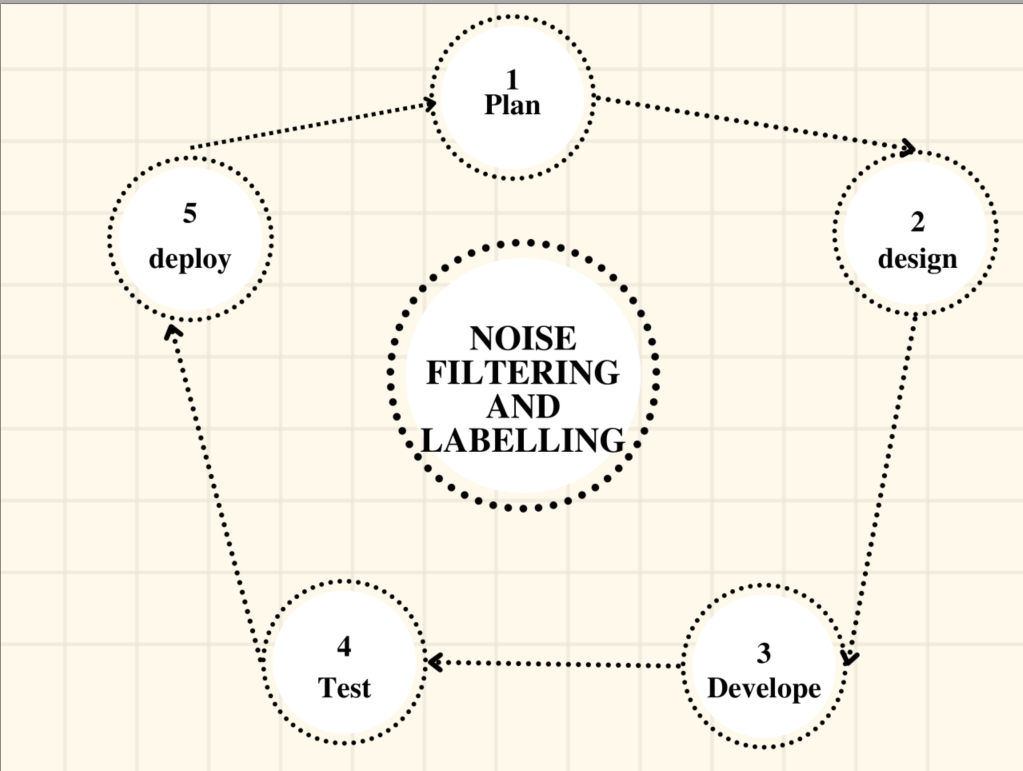 1
Plan
2
design
3
Develope
4
Test
5
deploy
NOISE
FILTERING
AND
LABELLING